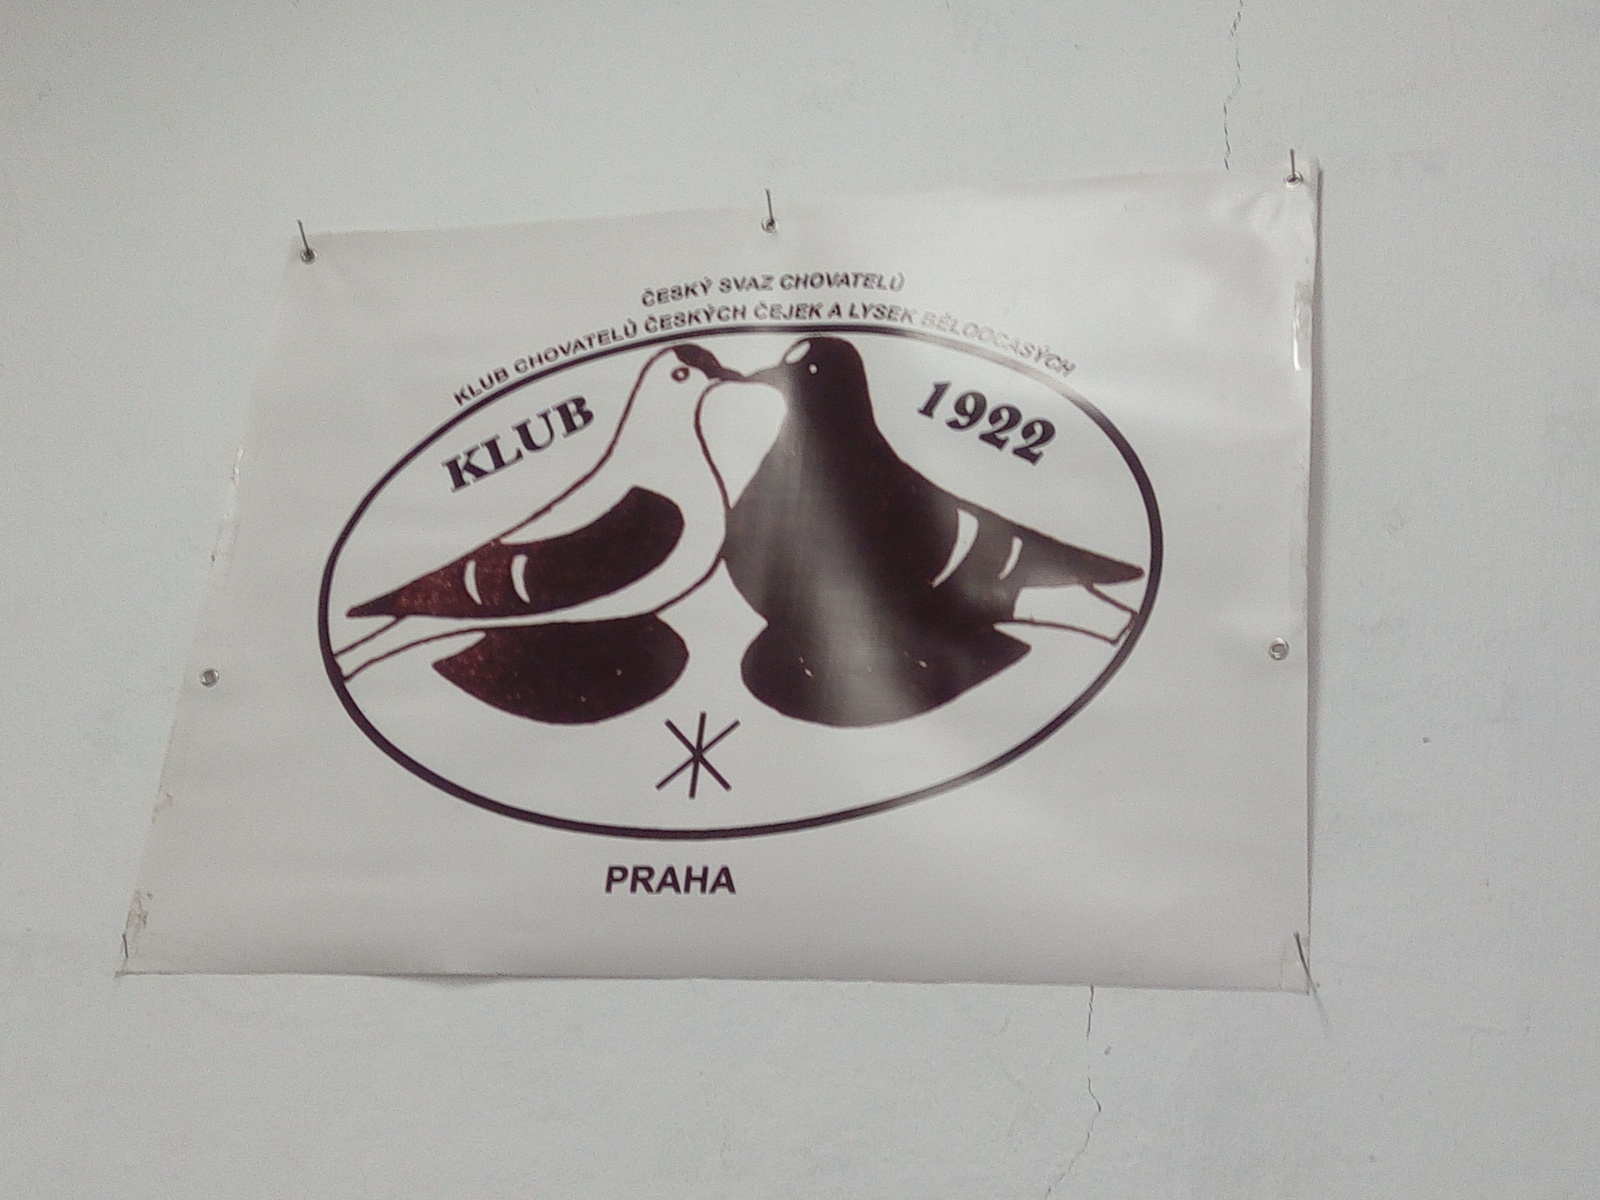 ČESKÝ SVAZ CHOVATELŮ
KLUB CHOVATELŮ ČESKÝCH ČEJEK A LYSEK BĚLOOCASÝCH
KLUB 1922
PRAHA